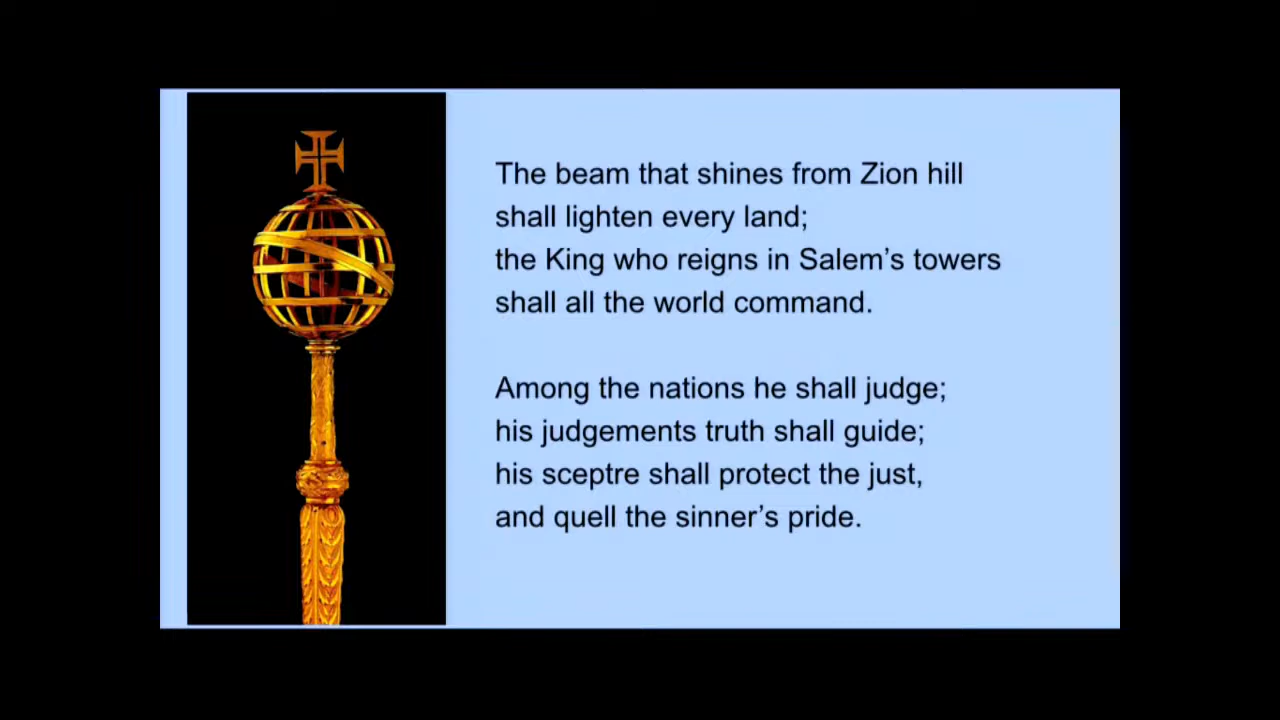 The beam that shines from Zion hill
shall lighten every land;
the King who reigns in Salem’s towers
shall all the world command.
Among the nations he shall judge;
his judgements truth shall guide;
his sceptre shall protect the just,
and quell the sinner’s pride.